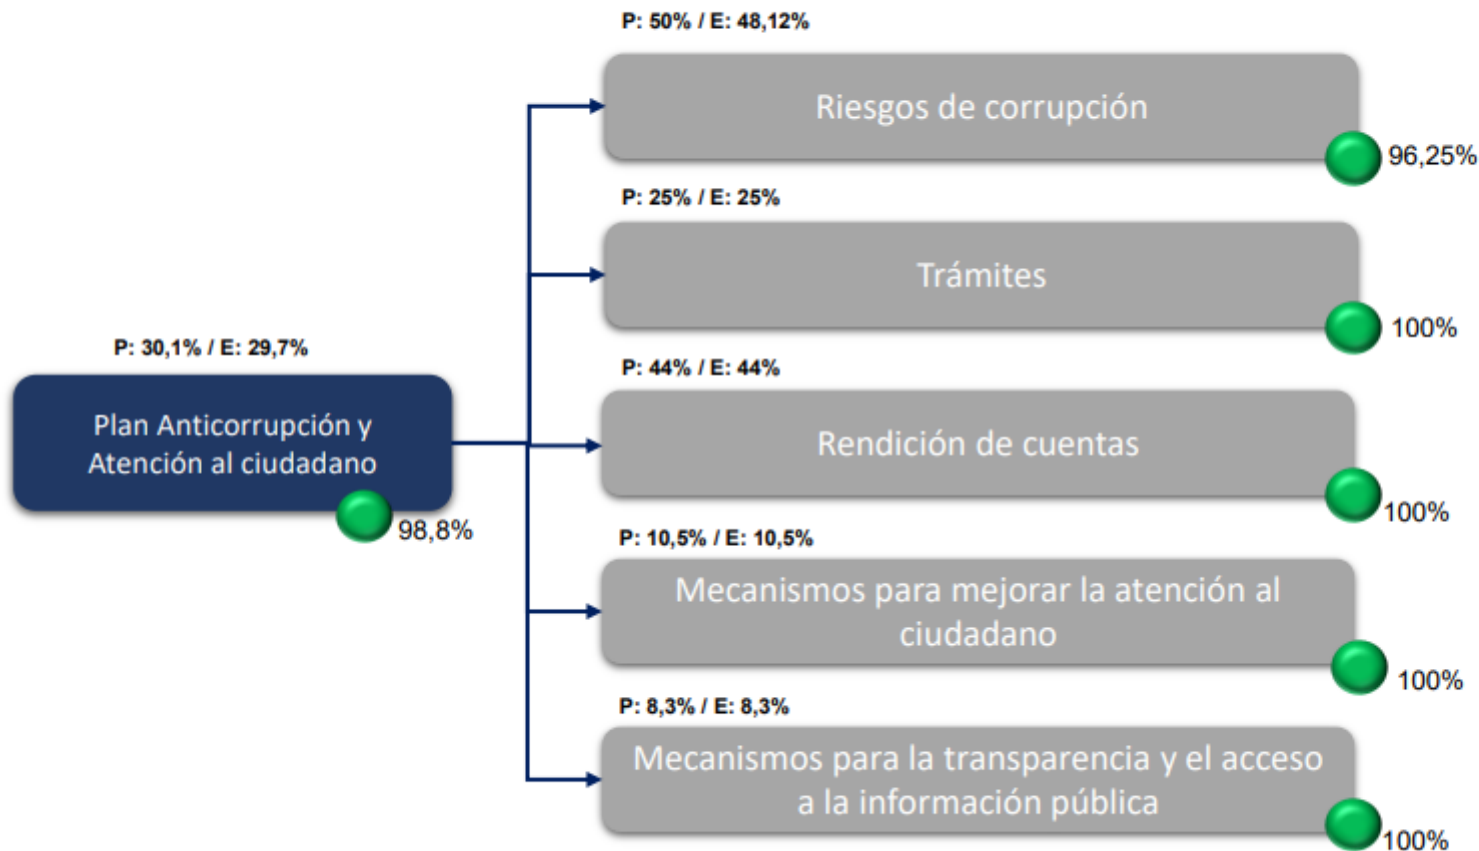 P: 50% / E: 48,12%
Riesgos de corrupción
96,25%
P: 25% / E: 25%
Trámites
100%
P: 30,1% / E: 29,7%
Plan Anticorrupción y
Atención al ciudadano
98,8%
P: 44% / E: 44%
Rendición de cuentas
100%
P: 10,5% / E: 10,5%
Mecanismos para mejorar la atención al
ciudadano
100%
P: 8,3% / E: 8,3%
Mecanismos para la transparencia y el acceso
a la información pública
100%